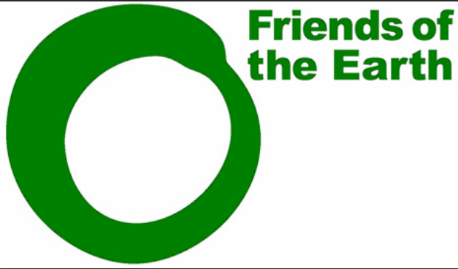 Friends of
the Earth